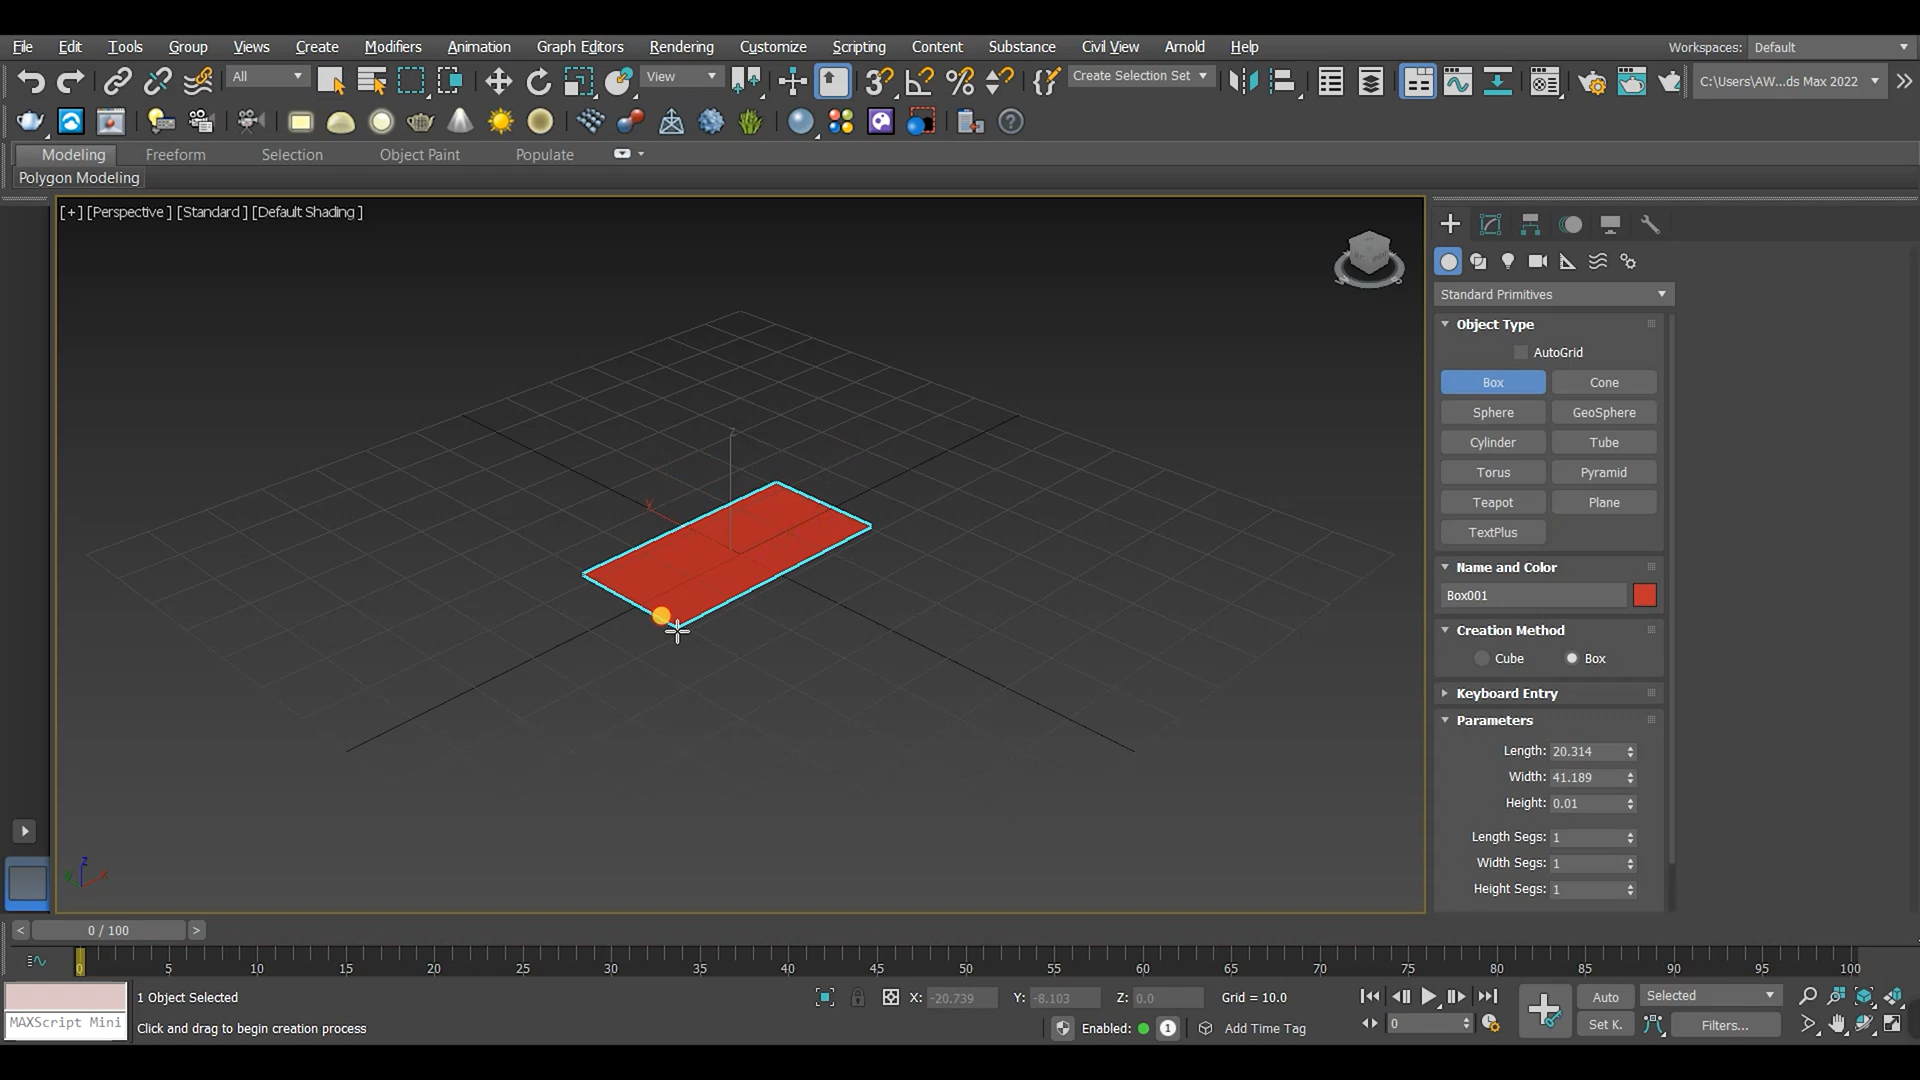 File Edit Tools Group Views Create Modifiers Animation Graph Editors Rendering Customize Scripting Content Substance Civil View Arnold Help Workspaces: Default
All View Create Selection Set C:\Users\AW...ds Max 2022
Modeling Freeform Selection Object Paint Populate
Polygon Modeling
[+] [Perspective ] [Standard ] [Default Shading ]
Standard Primitives
Object Type
AutoGrid
Box Cone
Sphere GeoSphere
Cylinder Tube
Torus Pyramid
Teapot Plane
TextPlus
Name and Color
Box001
Creation Method
Cube Box
Keyboard Entry
Parameters
Length: 20.314
Width: 41.189
Height: 0.01
Length Segs: 1
Width Segs: 1
Height Segs: 1
z
y
z
x
< 0 / 100 >
0 5 10 15 20 25 30 35 40 45 50 55 60 65 70 75 80 85 90 95 100
1 Object Selected X: -20.739 Y: -8.103 Z: 0.0 Grid = 10.0 Auto Selected
MAXScript Mini Click and drag to begin creation process Enabled: 1 Add Time Tag 0 Set K. Filters...